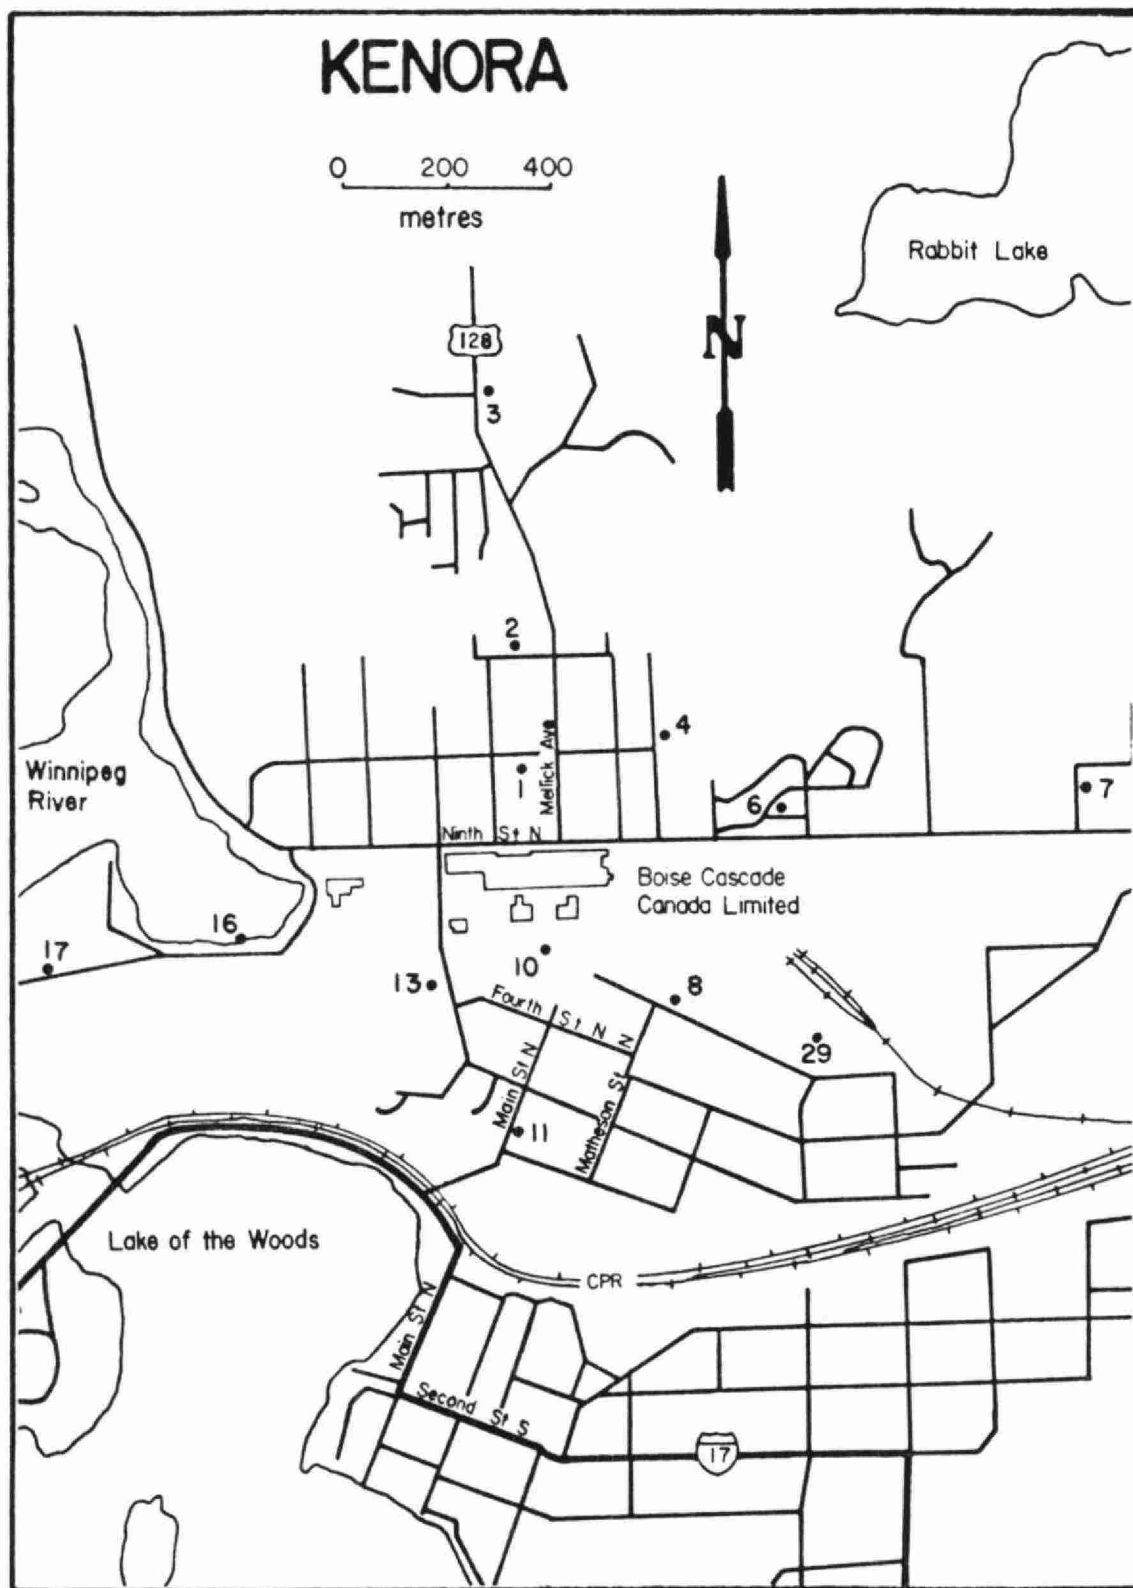 KENORA
0 200 400
metres
Rabbit Lake
N
128
3
2
4
Winnipeg
River
1
Mellick Ave
6
7
Ninth St N
Boise Cascade
Canada Limited
16
17
10
13
8
Fourth St N
29
Main St N
Matheson St N
11
Lake of the Woods
CPR
Main St N
Second St S
17